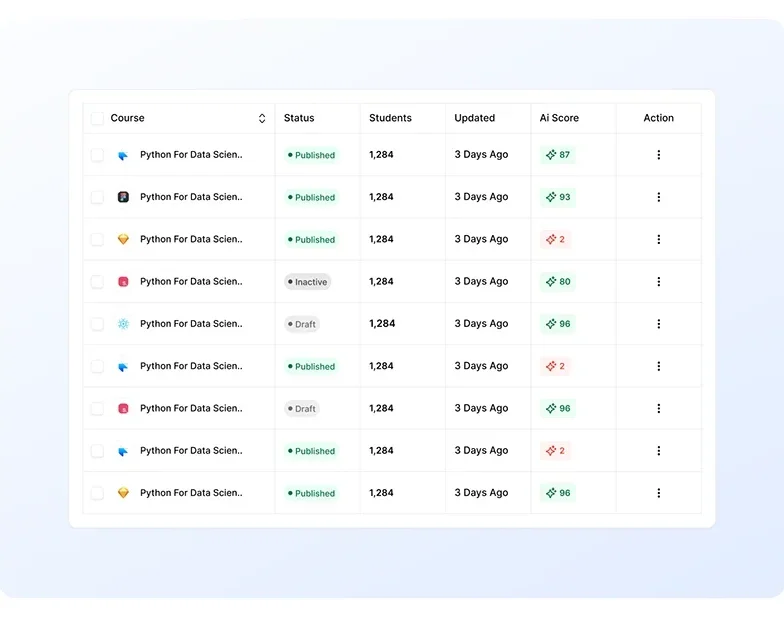 Course Status Students Updated Ai Score Action
Python For Data Scien.. Published 1,284 3 Days Ago 87
Python For Data Scien.. Published 1,284 3 Days Ago 93
Python For Data Scien.. Published 1,284 3 Days Ago 2
Python For Data Scien.. Inactive 1,284 3 Days Ago 80
Python For Data Scien.. Draft 1,284 3 Days Ago 96
Python For Data Scien.. Published 1,284 3 Days Ago 2
Python For Data Scien.. Draft 1,284 3 Days Ago 96
Python For Data Scien.. Published 1,284 3 Days Ago 2
Python For Data Scien.. Published 1,284 3 Days Ago 96